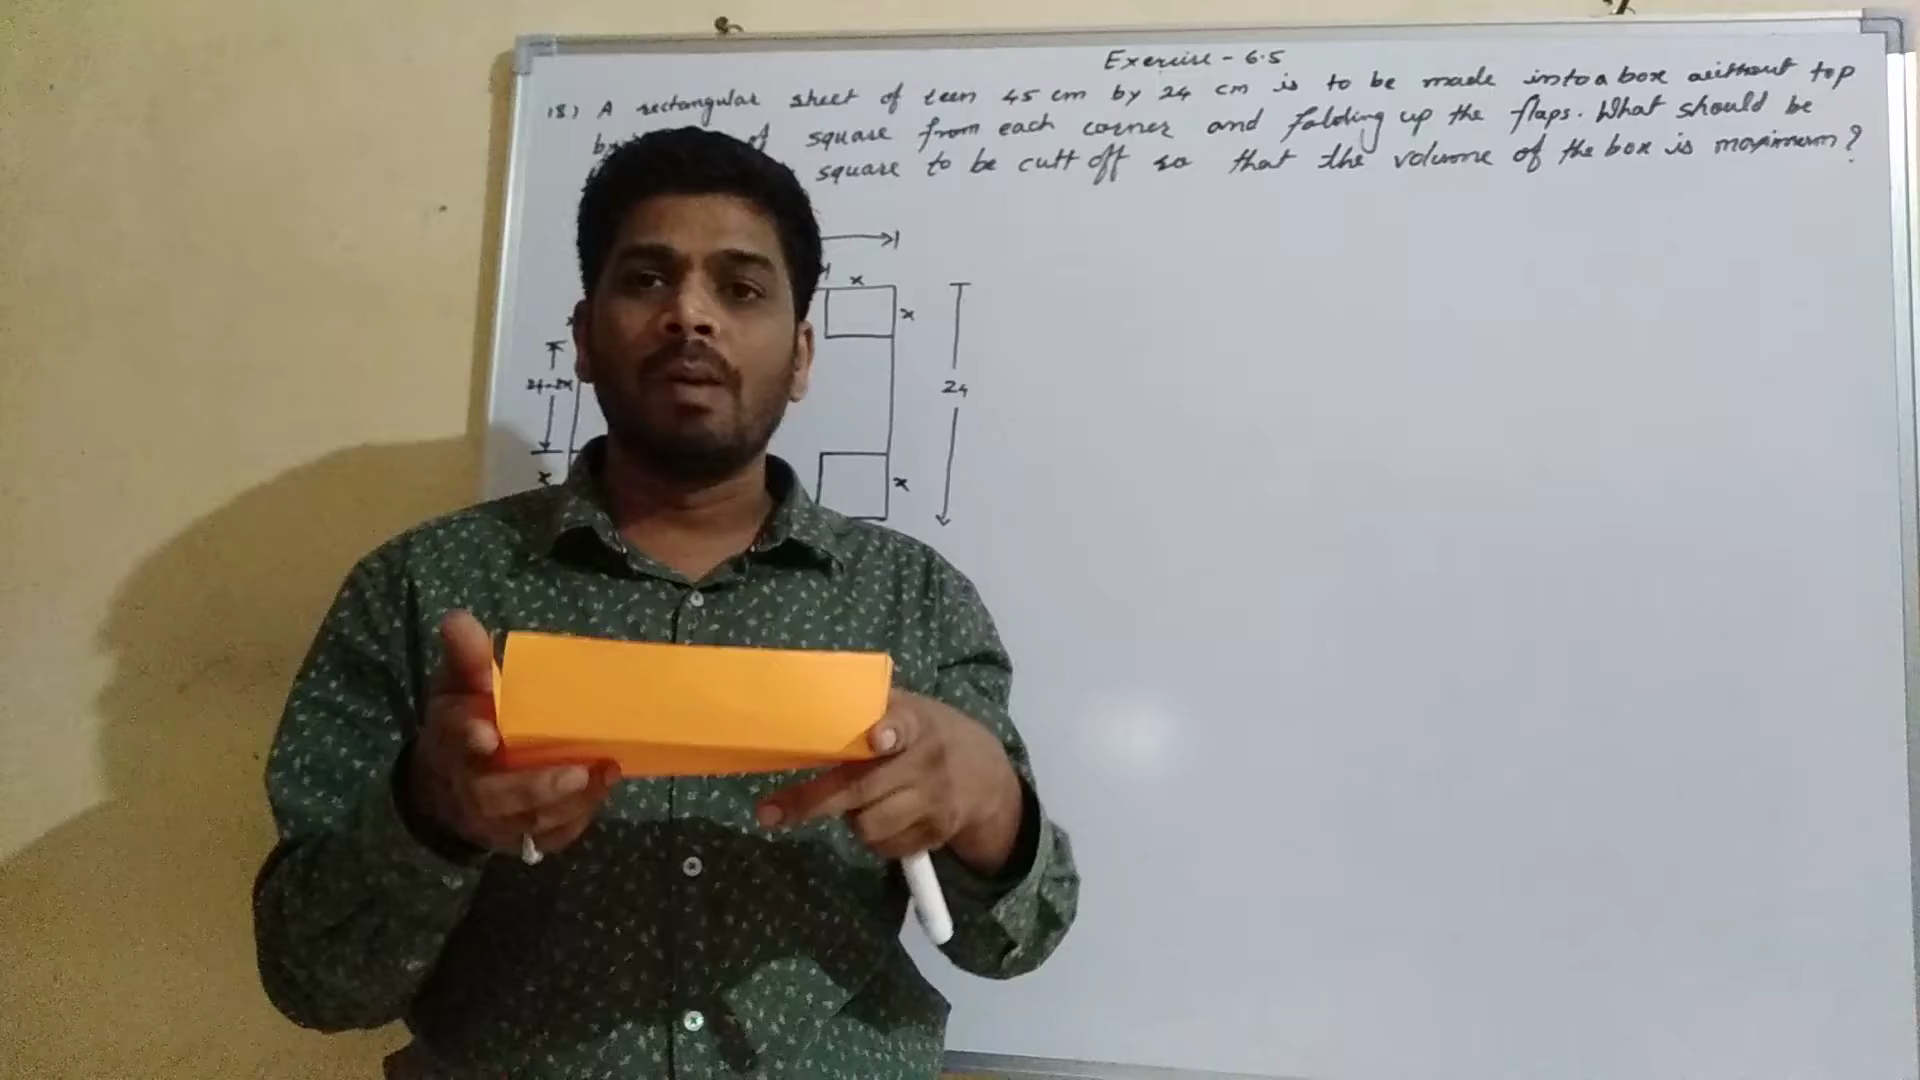 Exercise - 6.5
18) A rectangular sheet of teen 45 cm by 24 cm is to be made into a box without top
of square from each corner and folding up the flaps. What should be
square to be cutt off so that the volume of the box is maximum?
x
x
x
24-2x
24
x
x